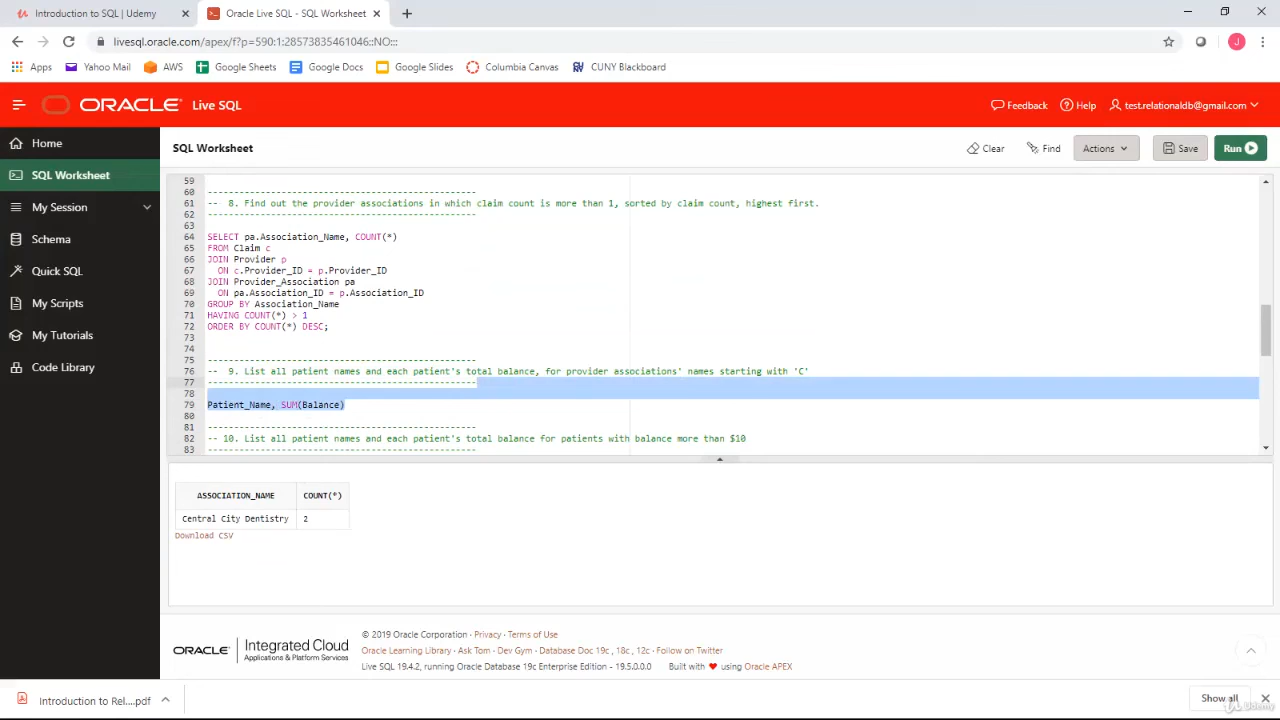 Introduction to SQL | Udemy
Oracle Live SQL - SQL Worksheet
livesql.oracle.com/apex/f?p=590:1:28573835461046::NO:::
J
Apps Yahoo Mail AWS Google Sheets Google Docs Google Slides Columbia Canvas CUNY Blackboard
ORACLE Live SQL
Feedback Help test.relationaldb@gmail.com
Home
SQL Worksheet
My Session
Schema
Quick SQL
My Scripts
My Tutorials
Code Library
SQL Worksheet
Clear Find Actions Save Run
59
60 --------------------------------------------------
61 -- 8. Find out the provider associations in which claim count is more than 1, sorted by claim count, highest first.
62 --------------------------------------------------
63
64 SELECT pa.Association_Name, COUNT(*)
65 FROM Claim c
66 JOIN Provider p
67 ON c.Provider_ID = p.Provider_ID
68 JOIN Provider_Association pa
69 ON pa.Association_ID = p.Association_ID
70 GROUP BY Association_Name
71 HAVING COUNT(*) > 1
72 ORDER BY COUNT(*) DESC;
73
74
75 --------------------------------------------------
76 -- 9. List all patient names and each patient's total balance, for provider associations' names starting with 'C'
77 --------------------------------------------------
78
79 Patient_Name, SUM(Balance)
80
81 --------------------------------------------------
82 -- 10. List all patient names and each patient's total balance for patients with balance more than $10
83 --------------------------------------------------
ASSOCIATION_NAME COUNT(*)
Central City Dentistry 2
Download CSV
ORACLE Integrated Cloud
Applications & Platform Services
© 2019 Oracle Corporation · Privacy · Terms of Use
Oracle Learning Library · Ask Tom · Dev Gym · Database Doc 19c , 18c , 12c · Follow on Twitter
Live SQL 19.4.2, running Oracle Database 19c Enterprise Edition - 19.5.0.0.0 Built with ❤ using Oracle APEX
Introduction to Rel....pdf
Show all
Udemy